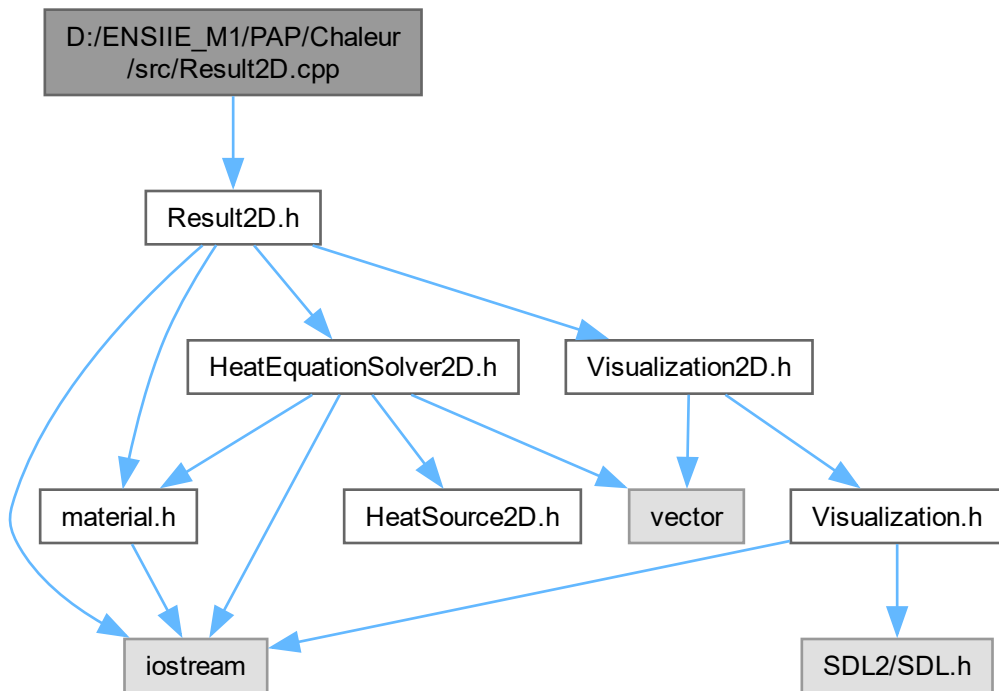 D:/ENSIIE_M1/PAP/Chaleur
/src/Result2D.cpp
Result2D.h
HeatEquationSolver2D.h
Visualization2D.h
material.h
HeatSource2D.h
vector
Visualization.h
iostream
SDL2/SDL.h